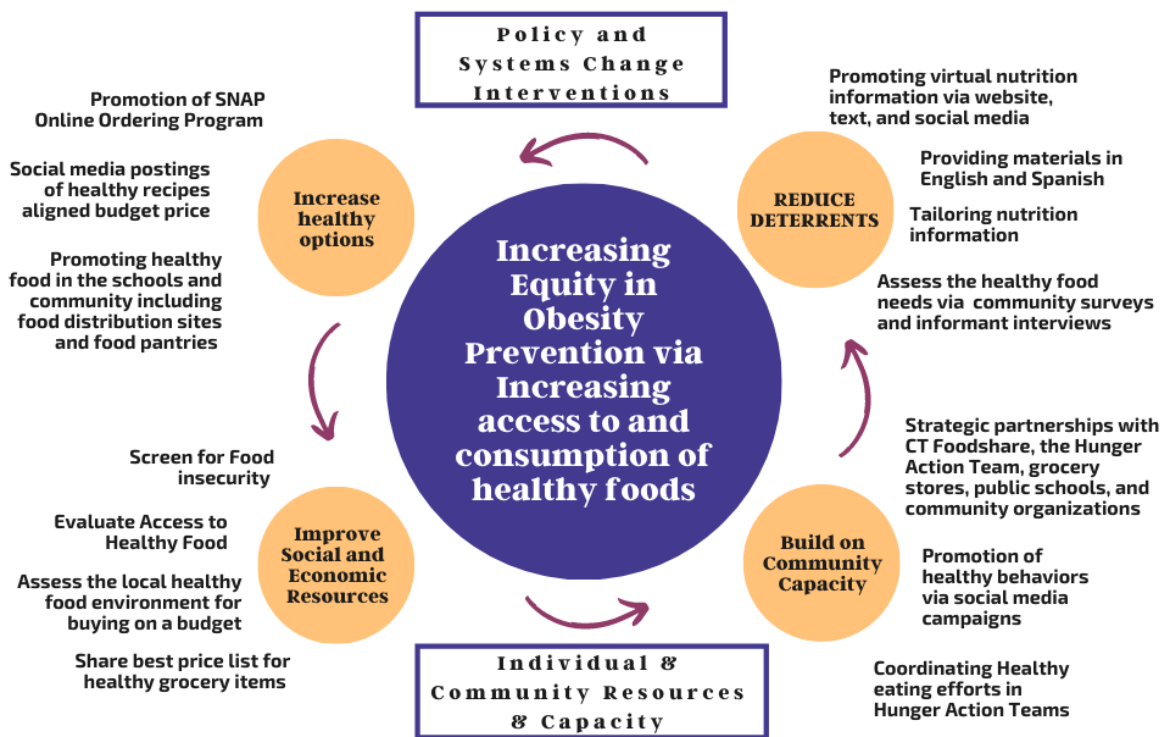 Policy and
Systems Change
Interventions
Promotion of SNAP
Online Ordering Program
Social media postings
of healthy recipes
aligned budget price
Promoting healthy
food in the schools and
community including
food distribution sites
and food pantries
Increase
healthy
options
Promoting virtual nutrition
information via website,
text, and social media
Providing materials in
English and Spanish
Tailoring nutrition
information
Assess the healthy food
needs via community surveys
and informant interviews
REDUCE
DETERRENTS
Increasing
Equity in
Obesity
Prevention via
Increasing
access to and
consumption of
healthy foods
Screen for Food
insecurity
Evaluate Access to
Healthy Food
Assess the local healthy
food environment for
buying on a budget
Share best price list for
healthy grocery items
Improve
Social and
Economic
Resources
Build on
Community
Capacity
Strategic partnerships with
CT Foodshare, the Hunger
Action Team, grocery
stores, public schools, and
community organizations
Promotion of
healthy behaviors
via social media
campaigns
Coordinating Healthy
eating efforts in
Hunger Action Teams
Individual &
Community Resources
& Capacity